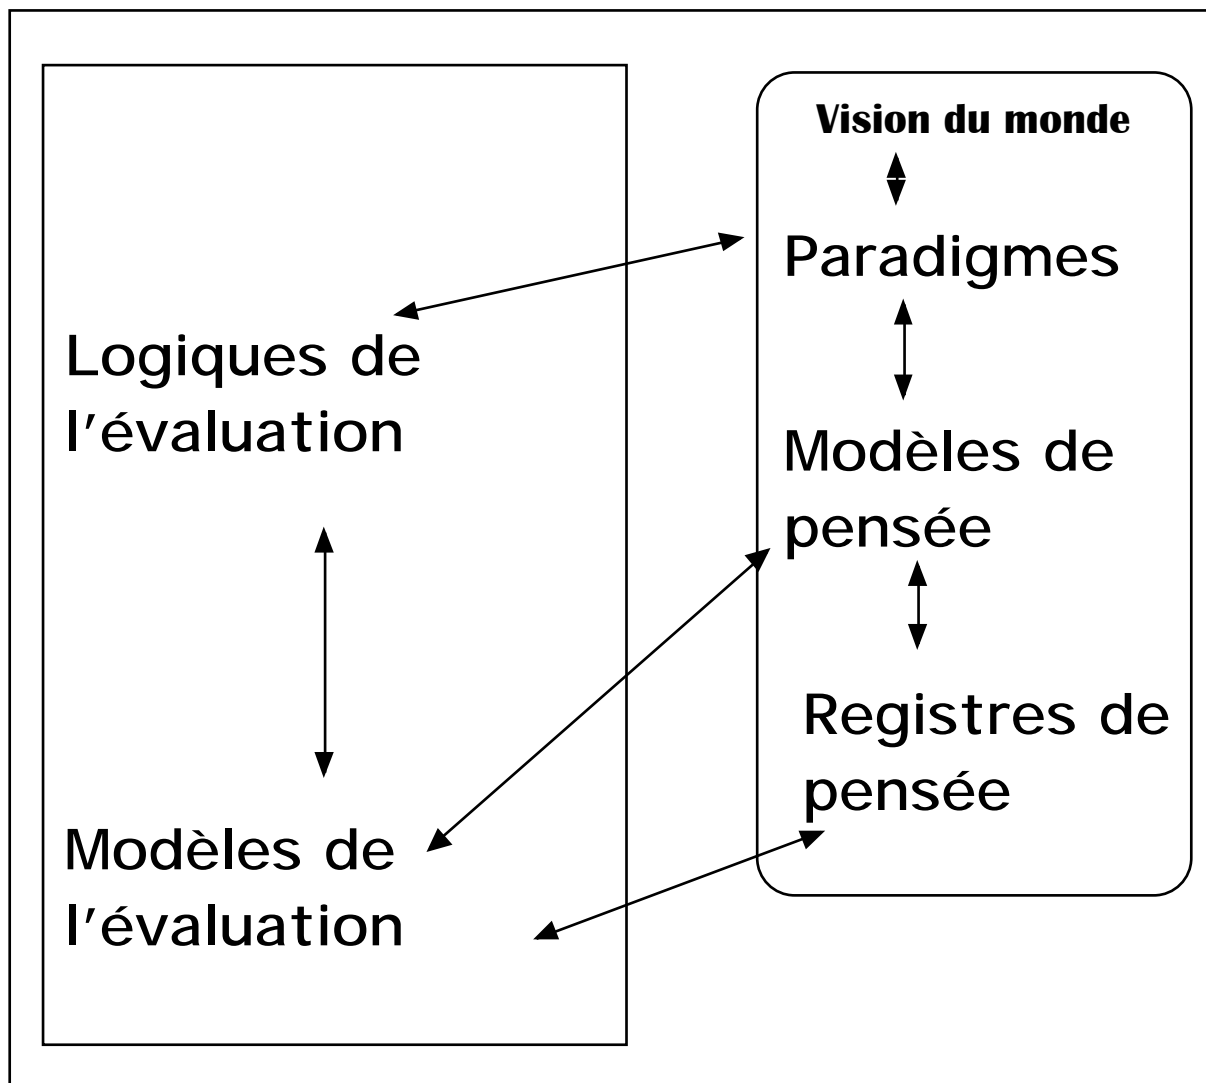 Vision du monde
Paradigmes
Logiques de
l'évaluation
Modèles de
pensée
Registres de
pensée
Modèles de
l'évaluation